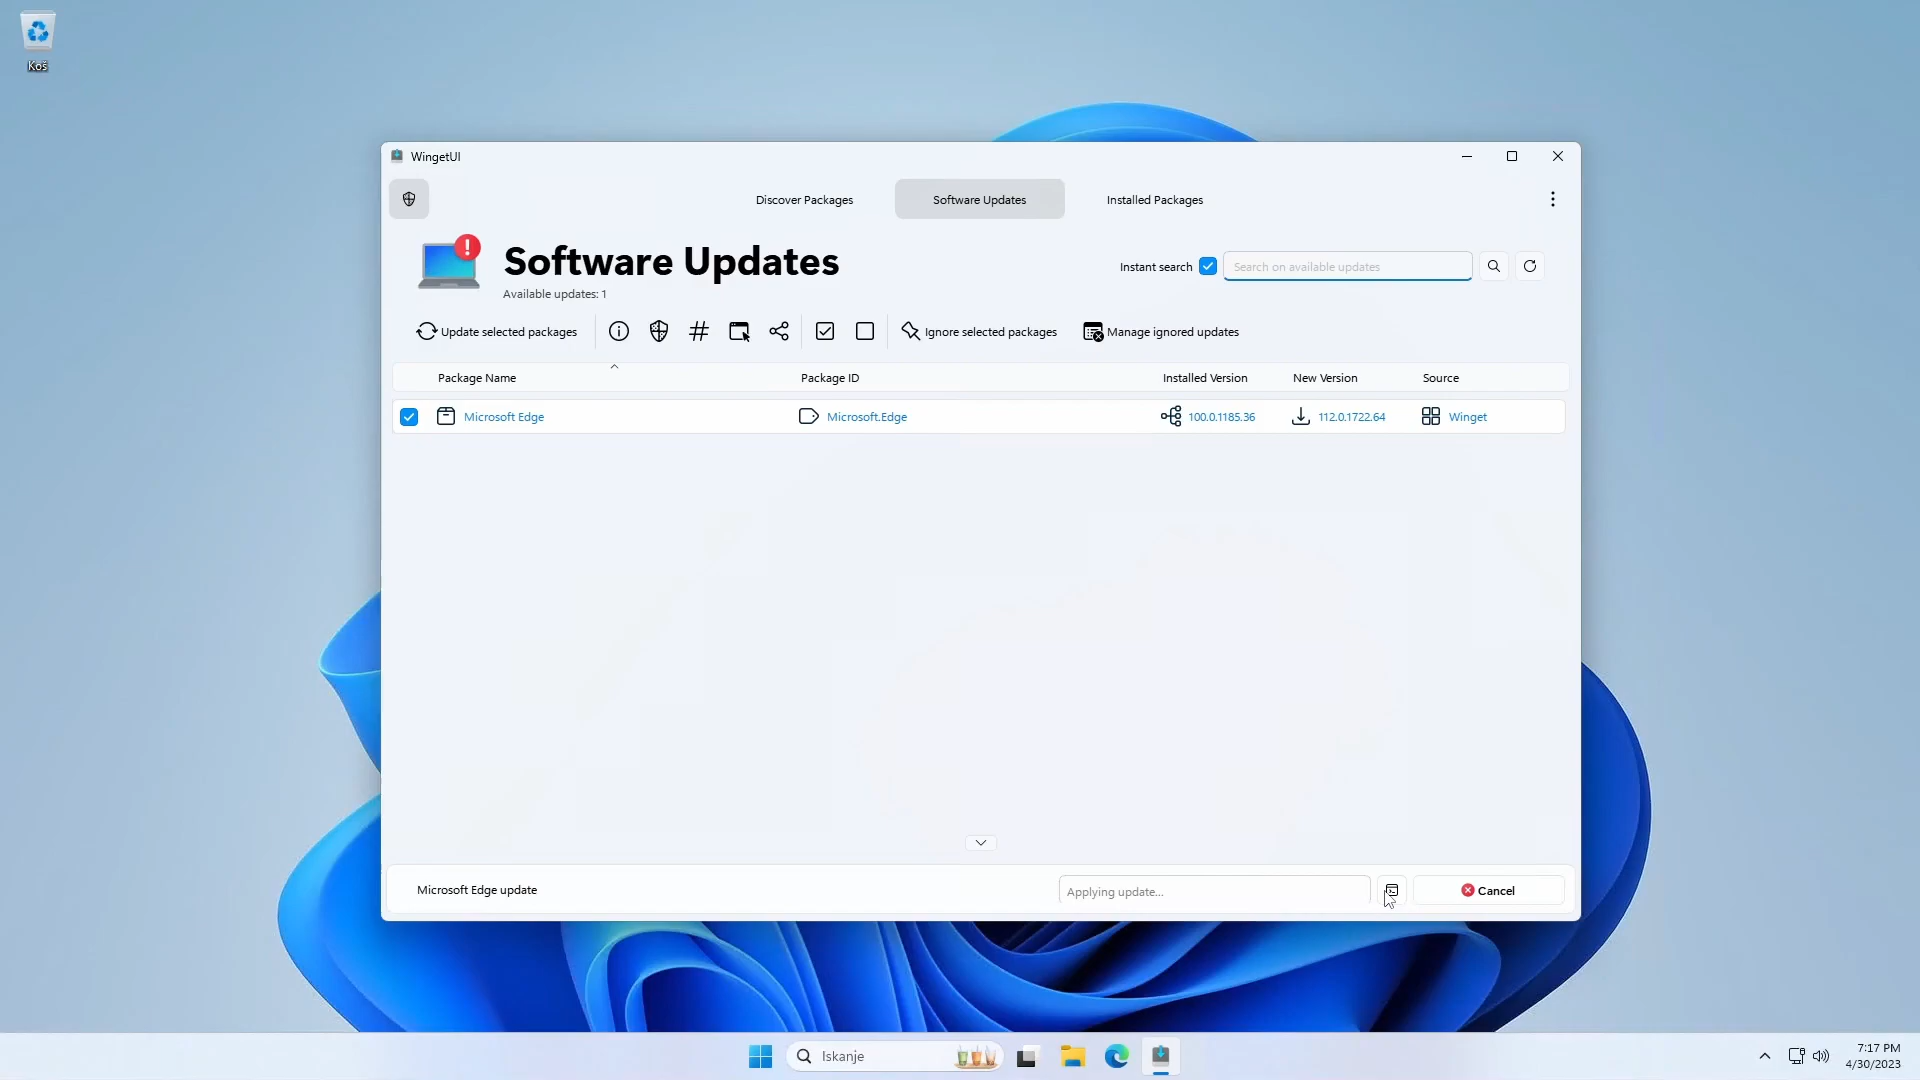 Koš
WingetUI
Discover Packages
Software Updates
Installed Packages
Software Updates
Available updates: 1
Instant search
Search on available updates
Update selected packages
Ignore selected packages
Manage ignored updates
Package Name
Package ID
Installed Version
New Version
Source
Microsoft Edge
Microsoft.Edge
100.0.1185.36
112.0.1722.64
Winget
Microsoft Edge update
Applying update...
Cancel
Iskanje
7:17 PM
4/30/2023